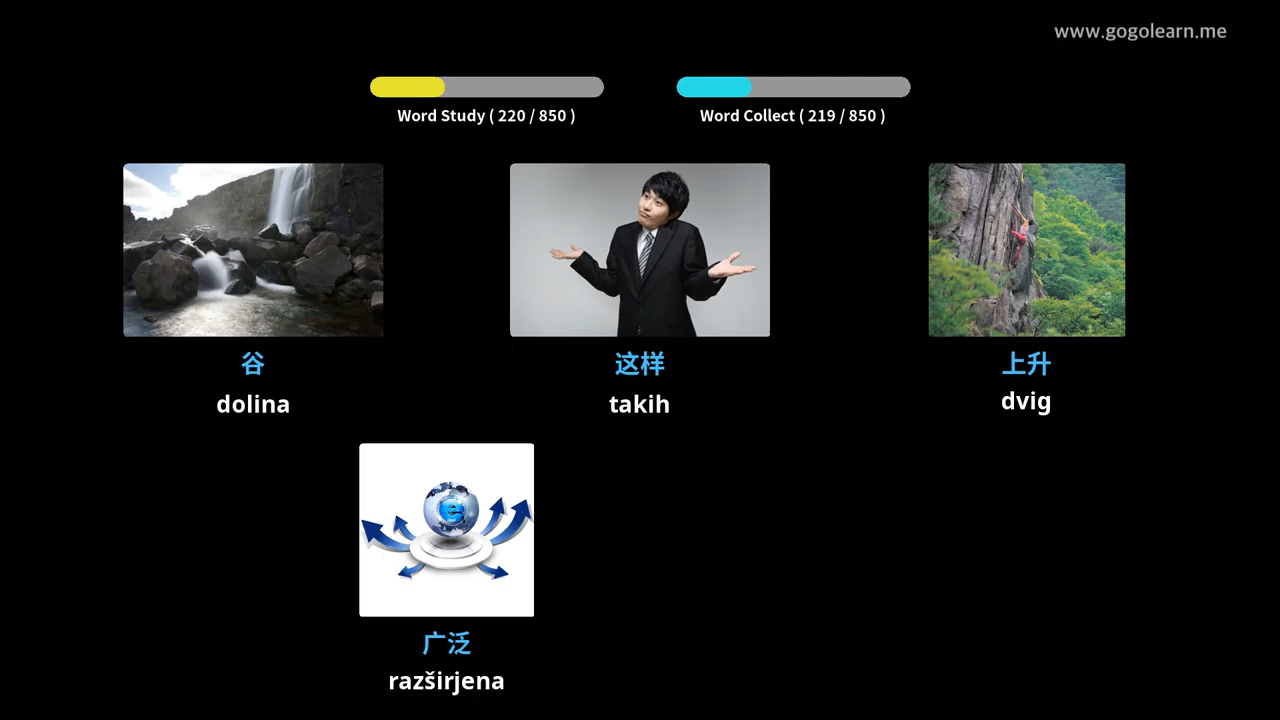 www.gogolearn.me
Word Study ( 220 / 850 )
Word Collect ( 219 / 850 )
谷
dolina
这样
takih
上升
dvig
e
广泛
razširjena